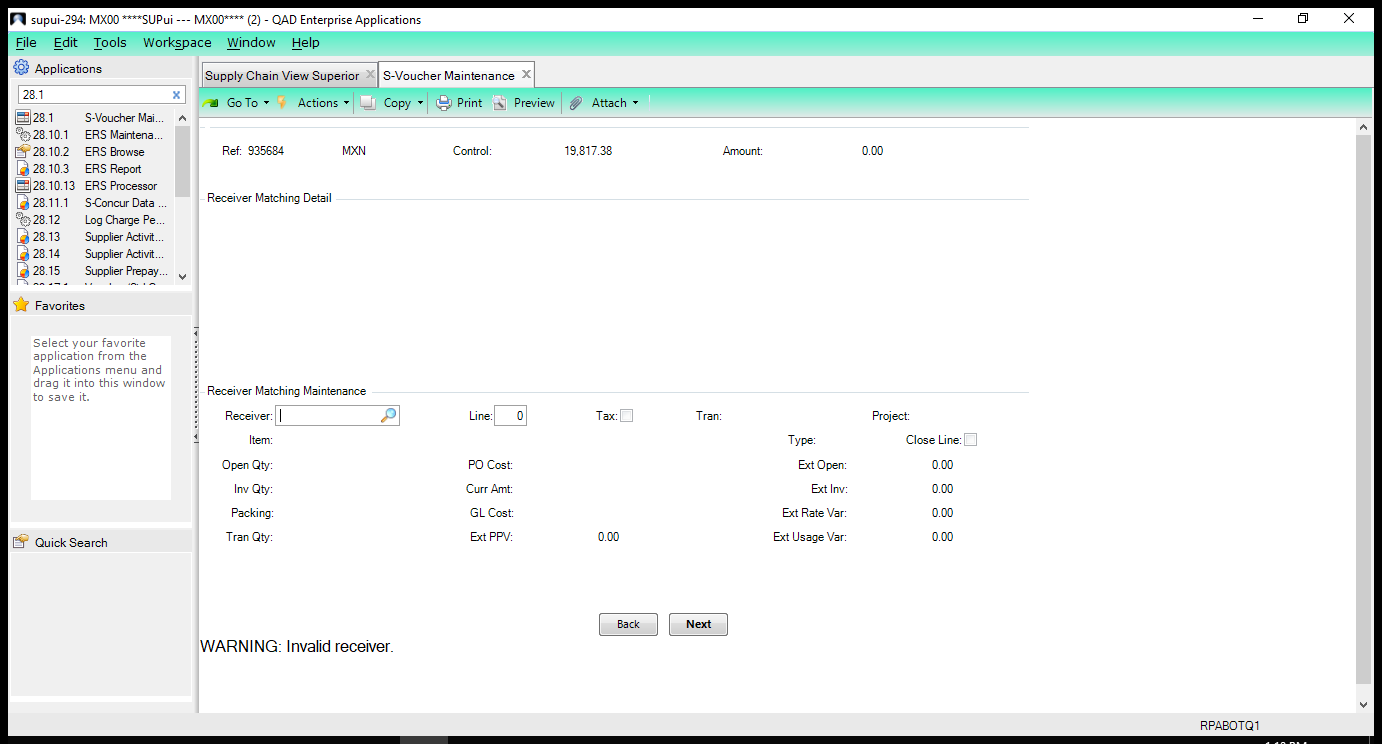 supui-294: MX00 ****SUPui --- MX00**** (2) - QAD Enterprise Applications
File Edit Tools Workspace Window Help
Applications
28.1
28.1 S-Voucher Mai...
28.10.1 ERS Maintena...
28.10.2 ERS Browse
28.10.3 ERS Report
28.10.13 ERS Processor
28.11.1 S-Concur Data ...
28.12 Log Charge Pe...
28.13 Supplier Activit...
28.14 Supplier Activit...
28.15 Supplier Prepay...
Favorites
Select your favorite
application from the
Applications menu and
drag it into this window
to save it.
Quick Search
Supply Chain View Superior S-Voucher Maintenance
Go To Actions Copy Print Preview Attach
Ref: 935684 MXN Control: 19,817.38 Amount: 0.00
Receiver Matching Detail
Receiver Matching Maintenance
Receiver: Line: 0 Tax: Tran: Project:
Item: Type: Close Line:
Open Qty: PO Cost: Ext Open: 0.00
Inv Qty: Curr Amt: Ext Inv: 0.00
Packing: GL Cost: Ext Rate Var: 0.00
Tran Qty: Ext PPV: 0.00 Ext Usage Var: 0.00
Back Next
WARNING: Invalid receiver.
RPABOTQ1